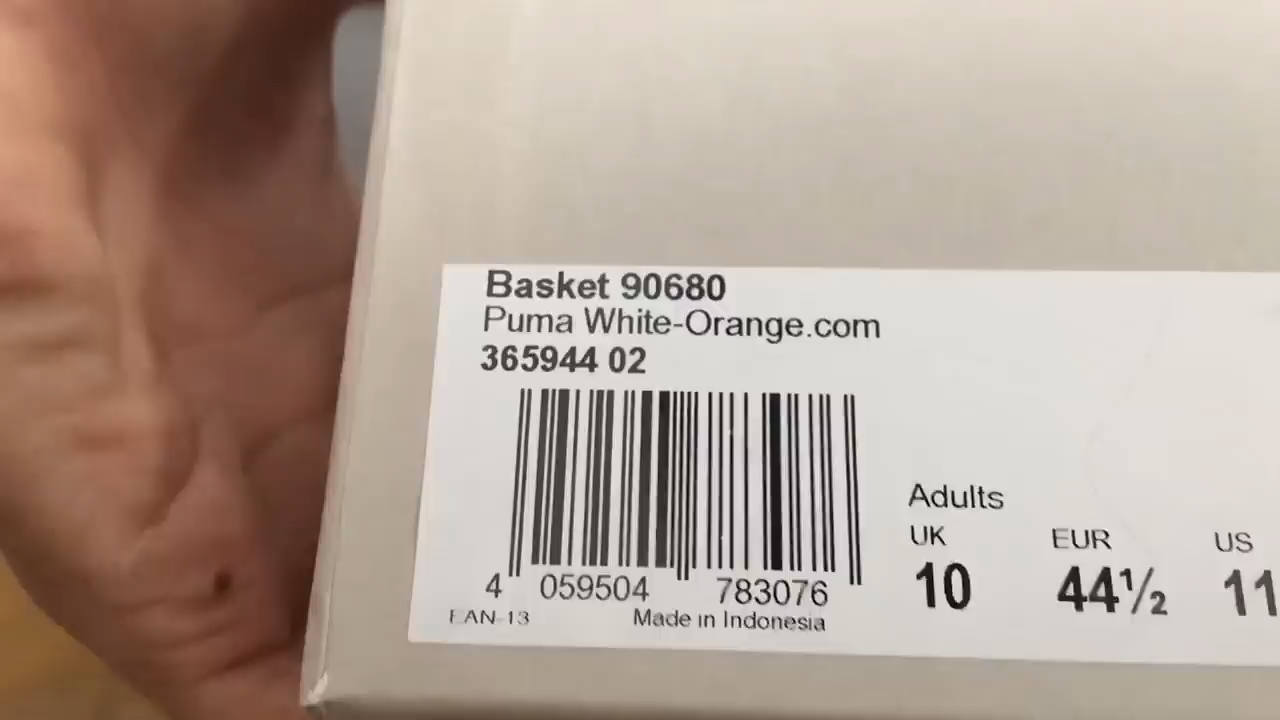 Basket 90680
Puma White-Orange.com
365944 02
Adults
UK EUR US
10 44½ 11
4 059504 783076
EAN-13 Made in Indonesia